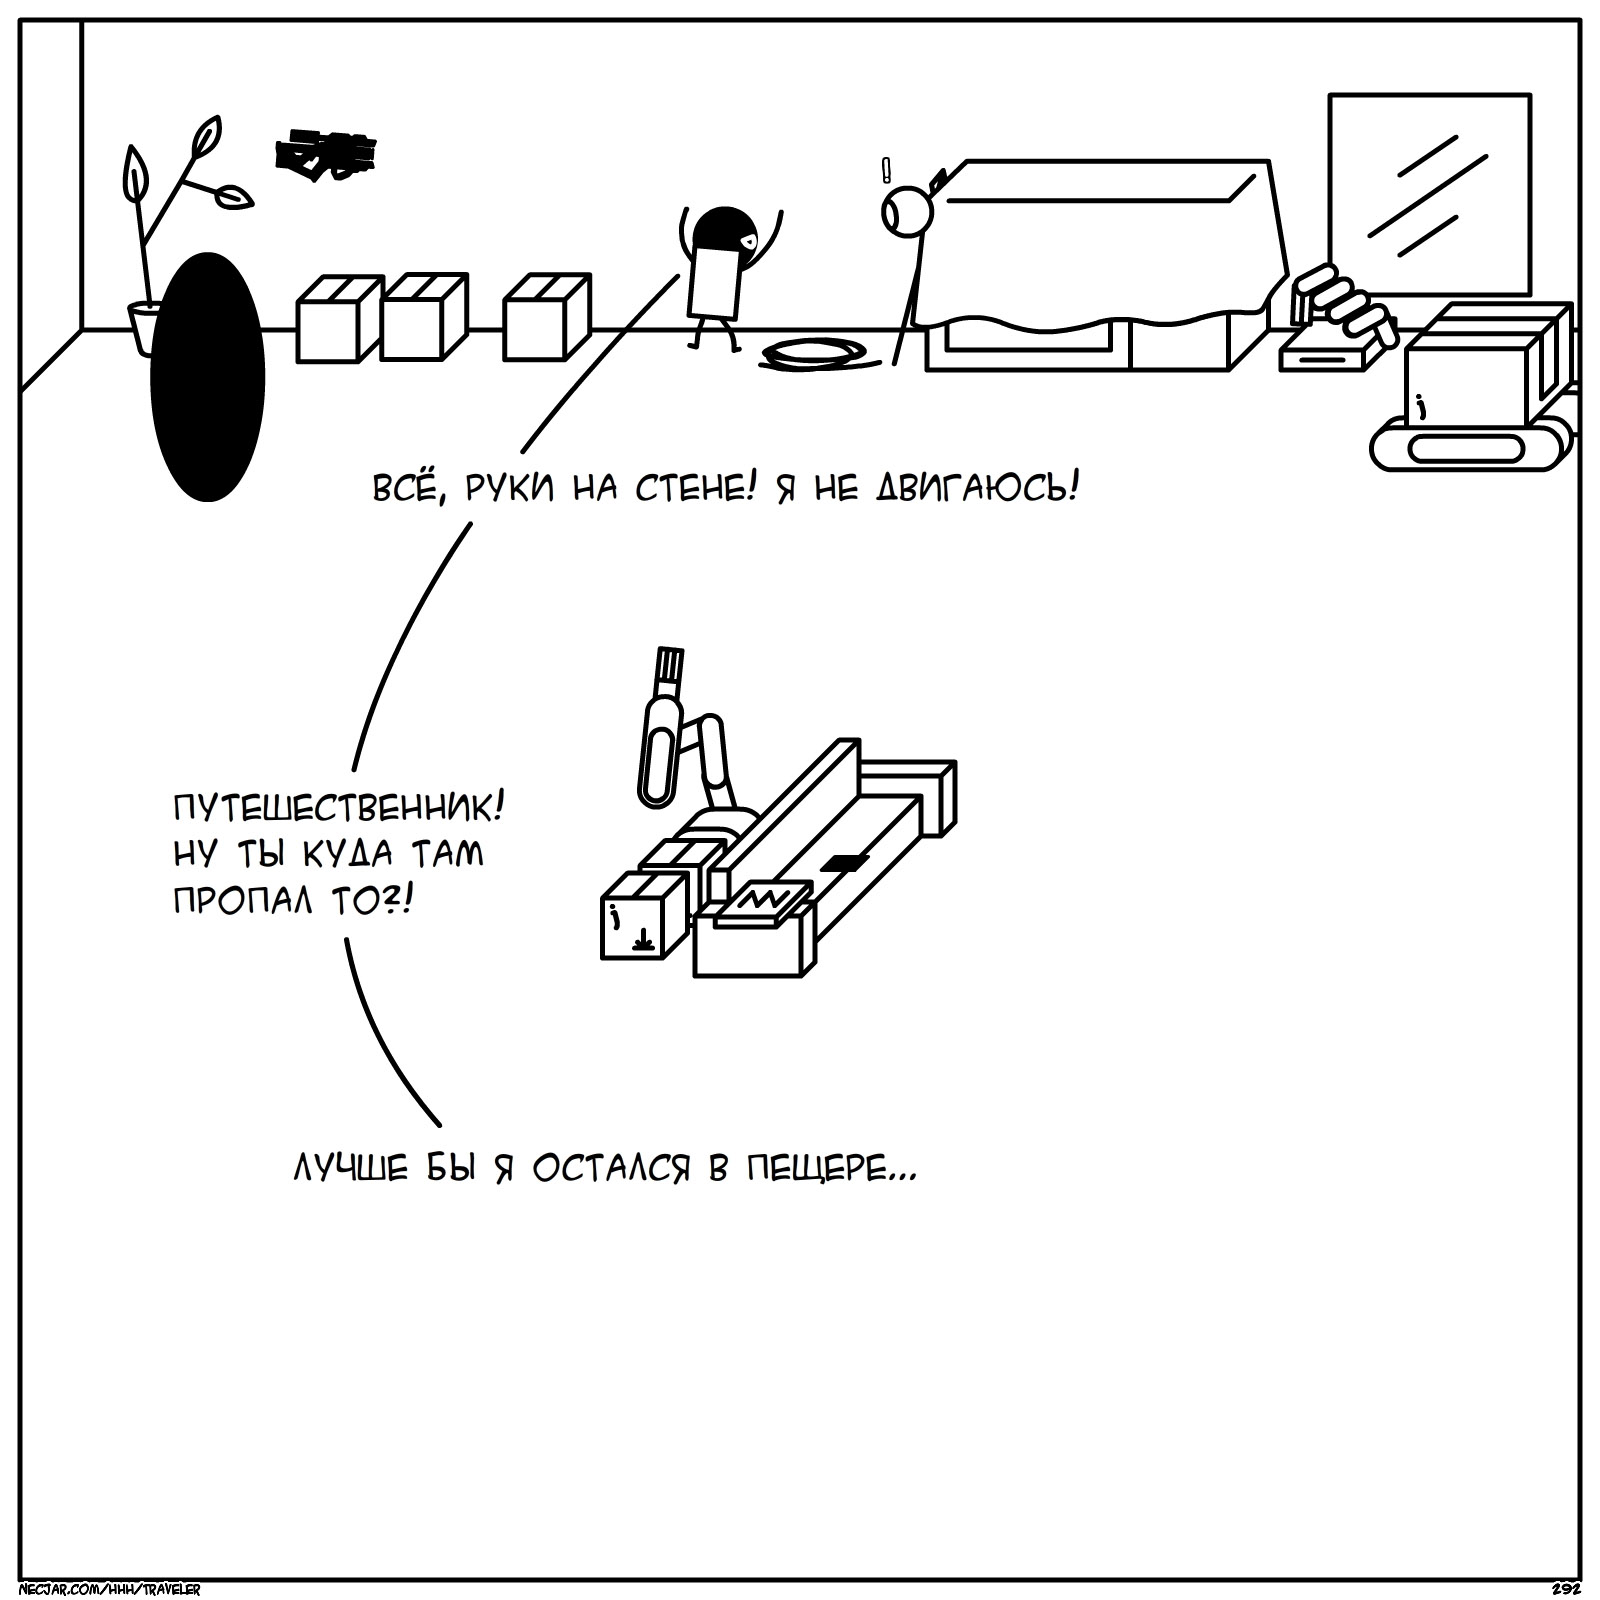 !
ВСЁ, РУКИ НА СТЕНЕ! Я НЕ ДВИГАЮСЬ!
ПУТЕШЕСТВЕННИК!
НУ ТЫ КУДА ТАМ
ПРОПАЛ ТО?!
ЛУЧШЕ БЫ Я ОСТАЛСЯ В ПЕЩЕРЕ...
NECJAR.COM/HHH/TRAVELER
292